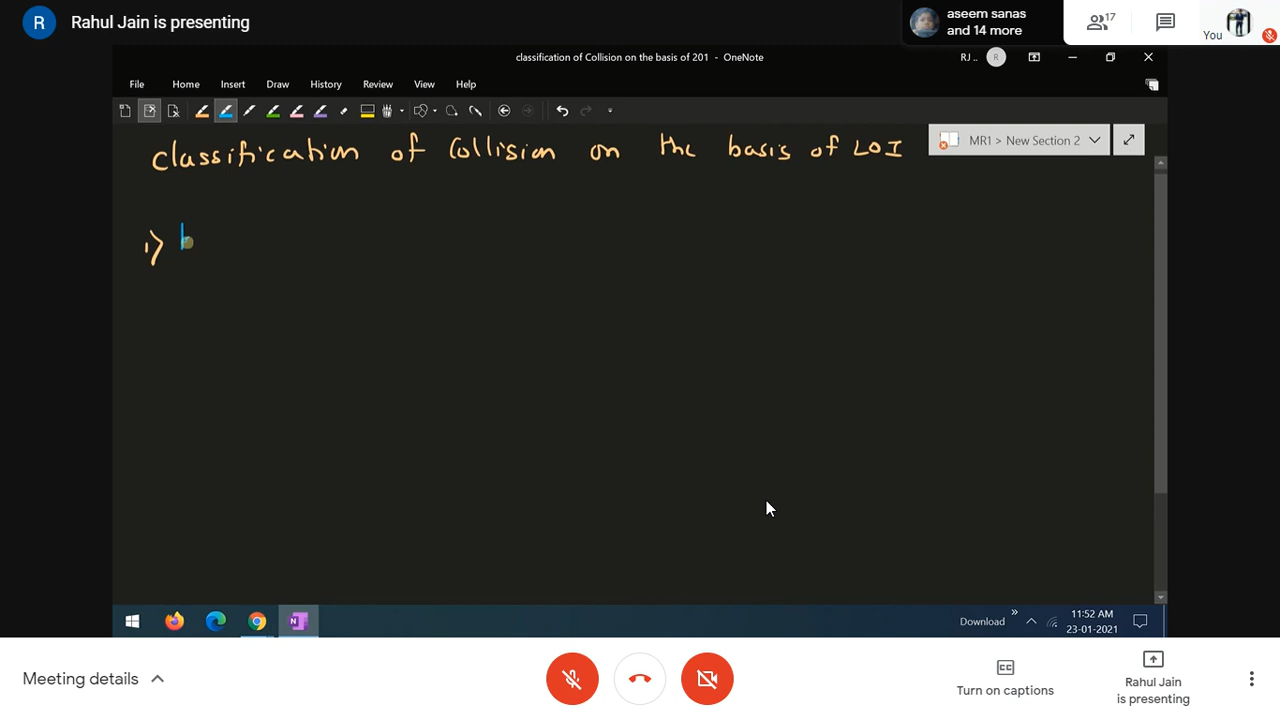 R Rahul Jain is presenting
aseem sanas
and 14 more
17
You
classification of Collision on the basis of 201 - OneNote
RJ .. R
File Home Insert Draw History Review View Help
classification of Collision on the basis of LOI
MR1 > New Section 2
1)
Download
11:52 AM
23-01-2021
Meeting details
Turn on captions
Rahul Jain
is presenting